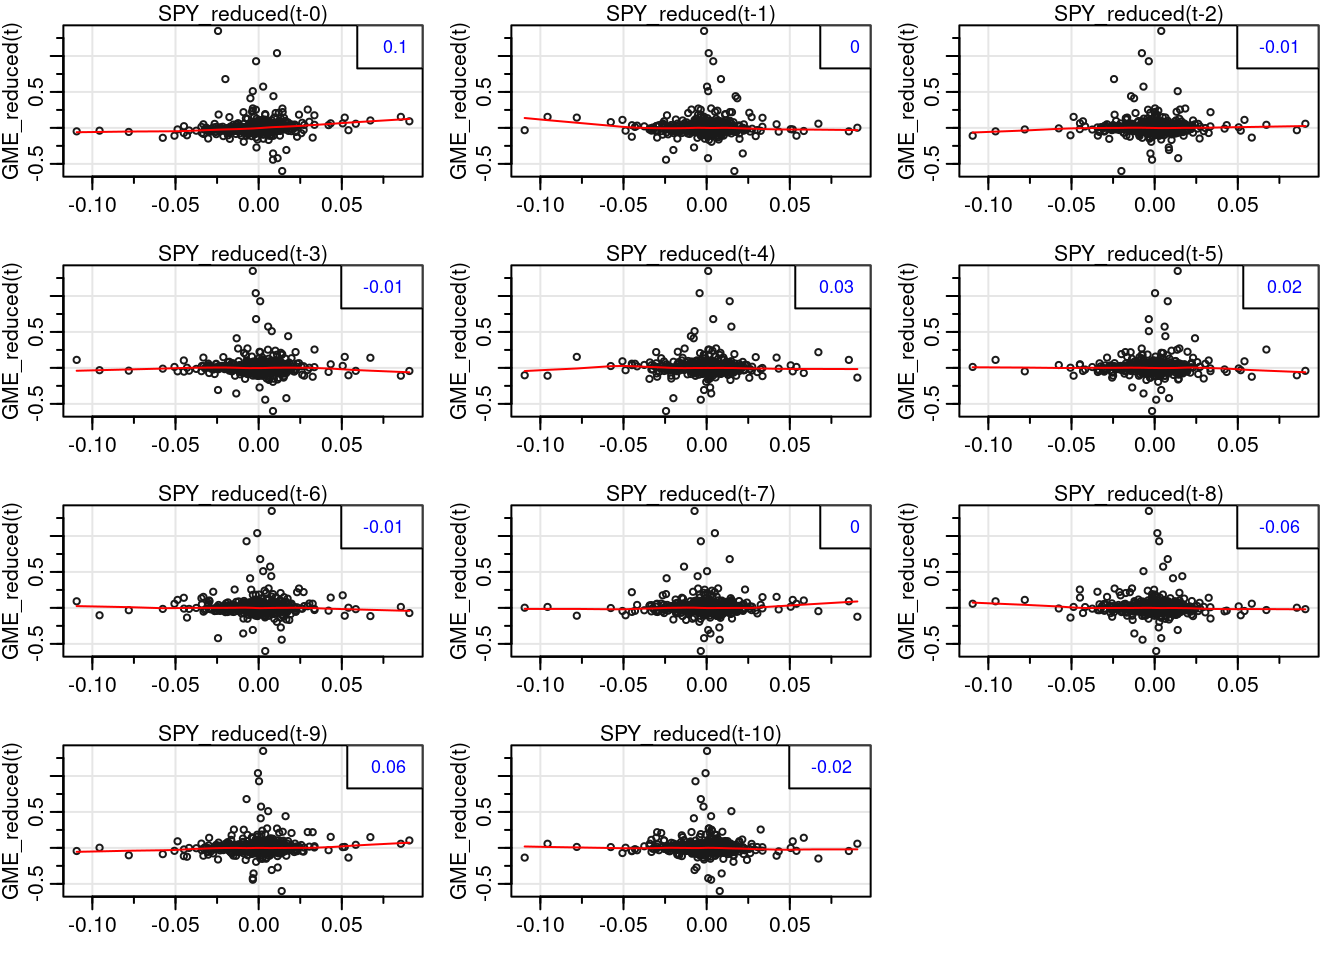 SPY_reduced(t-0)
GME_reduced(t)
0.5
-0.5
0.1
-0.10 -0.05 0.00 0.05
SPY_reduced(t-1)
GME_reduced(t)
0.5
-0.5
0
-0.10 -0.05 0.00 0.05
SPY_reduced(t-2)
GME_reduced(t)
0.5
-0.5
-0.01
-0.10 -0.05 0.00 0.05
SPY_reduced(t-3)
GME_reduced(t)
0.5
-0.5
-0.01
-0.10 -0.05 0.00 0.05
SPY_reduced(t-4)
GME_reduced(t)
0.5
-0.5
0.03
-0.10 -0.05 0.00 0.05
SPY_reduced(t-5)
GME_reduced(t)
0.5
-0.5
0.02
-0.10 -0.05 0.00 0.05
SPY_reduced(t-6)
GME_reduced(t)
0.5
-0.5
-0.01
-0.10 -0.05 0.00 0.05
SPY_reduced(t-7)
GME_reduced(t)
0.5
-0.5
0
-0.10 -0.05 0.00 0.05
SPY_reduced(t-8)
GME_reduced(t)
0.5
-0.5
-0.06
-0.10 -0.05 0.00 0.05
SPY_reduced(t-9)
GME_reduced(t)
0.5
-0.5
0.06
-0.10 -0.05 0.00 0.05
SPY_reduced(t-10)
GME_reduced(t)
0.5
-0.5
-0.02
-0.10 -0.05 0.00 0.05